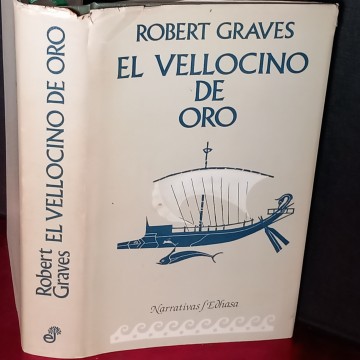 ROBERT GRAVES
EL VELLOCINO
DE
ORO
Narrativas / Edhasa
Robert
Graves
EL VELLOCINO DE ORO